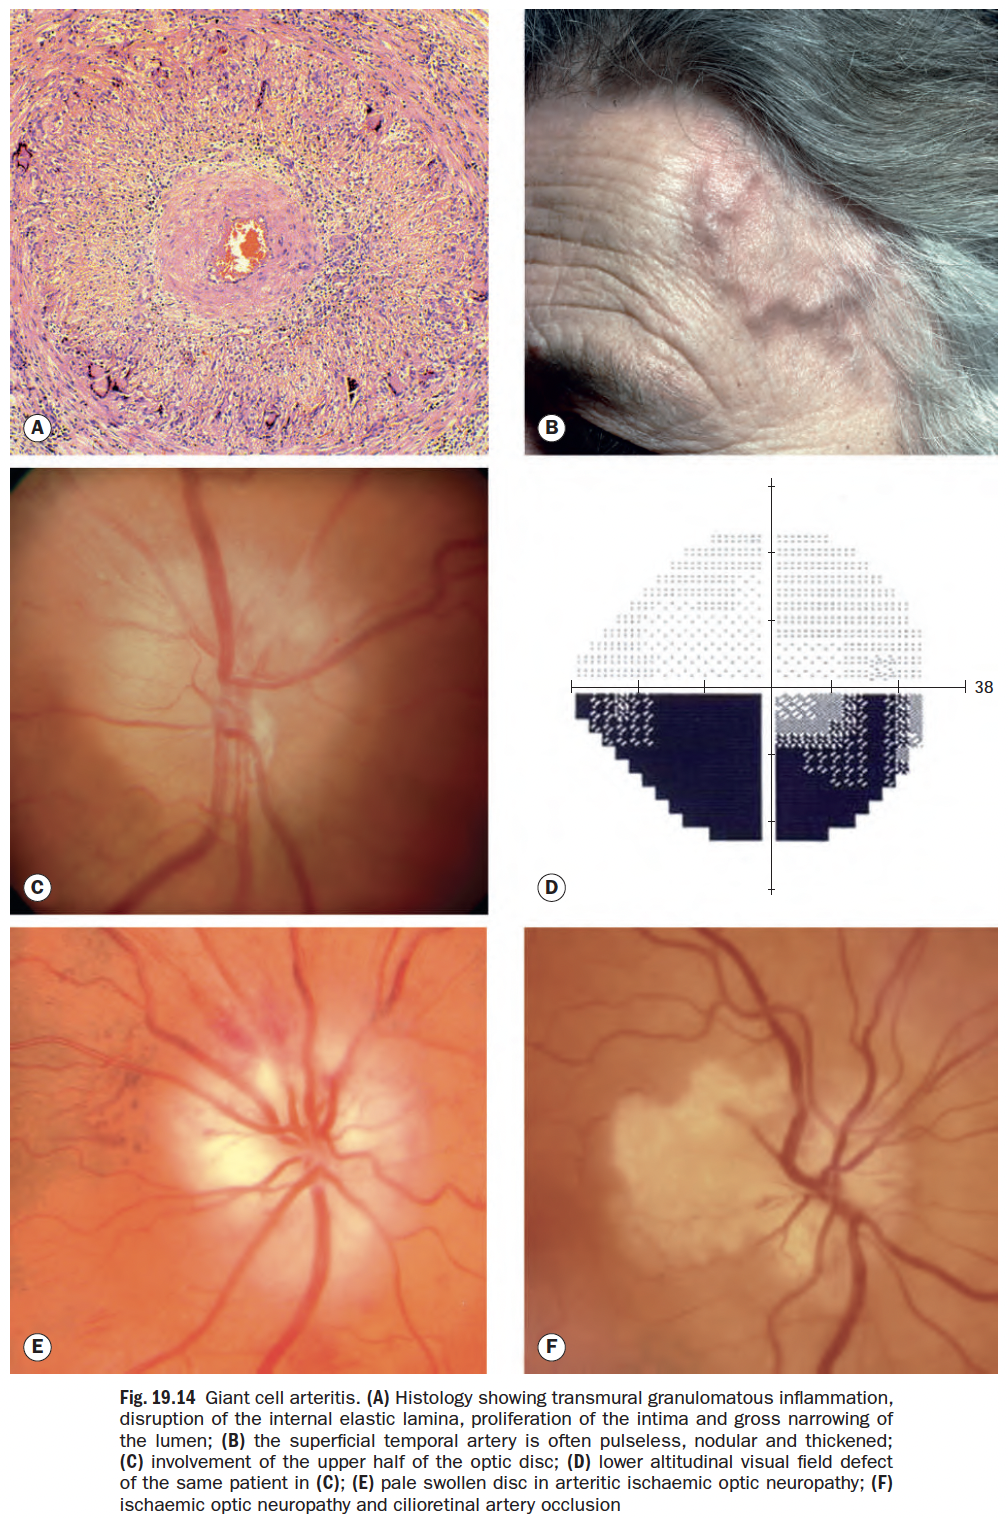 A
B
C
38
D
E
F
Fig. 19.14 Giant cell arteritis. (A) Histology showing transmural granulomatous inflammation,
disruption of the internal elastic lamina, proliferation of the intima and gross narrowing of
the lumen; (B) the superficial temporal artery is often pulseless, nodular and thickened;
(C) involvement of the upper half of the optic disc; (D) lower altitudinal visual field defect
of the same patient in (C); (E) pale swollen disc in arteritic ischaemic optic neuropathy; (F)
ischaemic optic neuropathy and cilioretinal artery occlusion